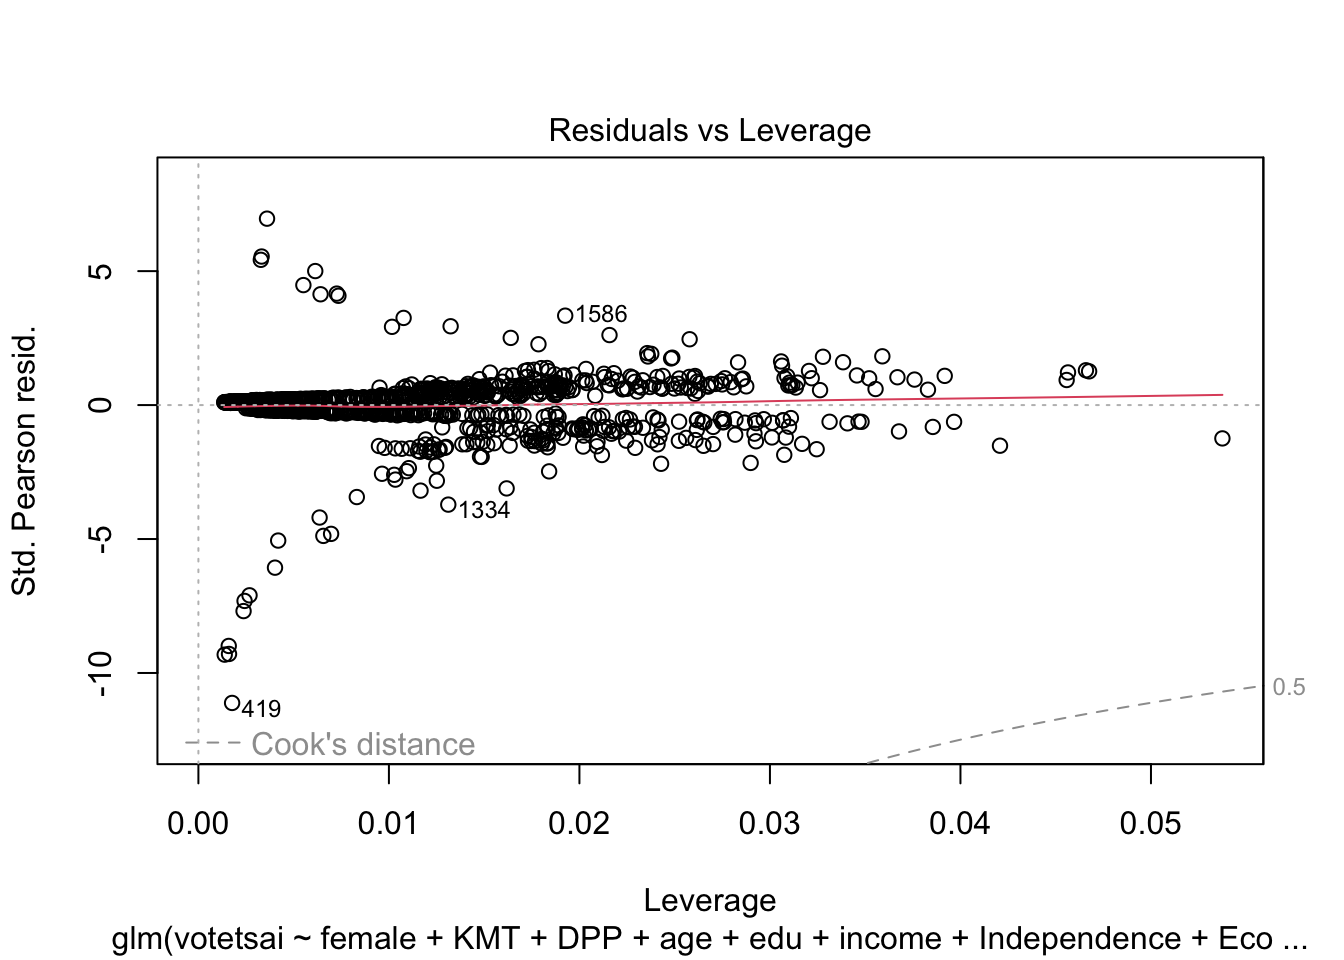 Residuals vs Leverage
Std. Pearson resid.
5
0
-5
-10
1586
1334
419
0.5
Cook's distance
0.00 0.01 0.02 0.03 0.04 0.05
Leverage
glm(votetsai ~ female + KMT + DPP + age + edu + income + Independence + Eco ...